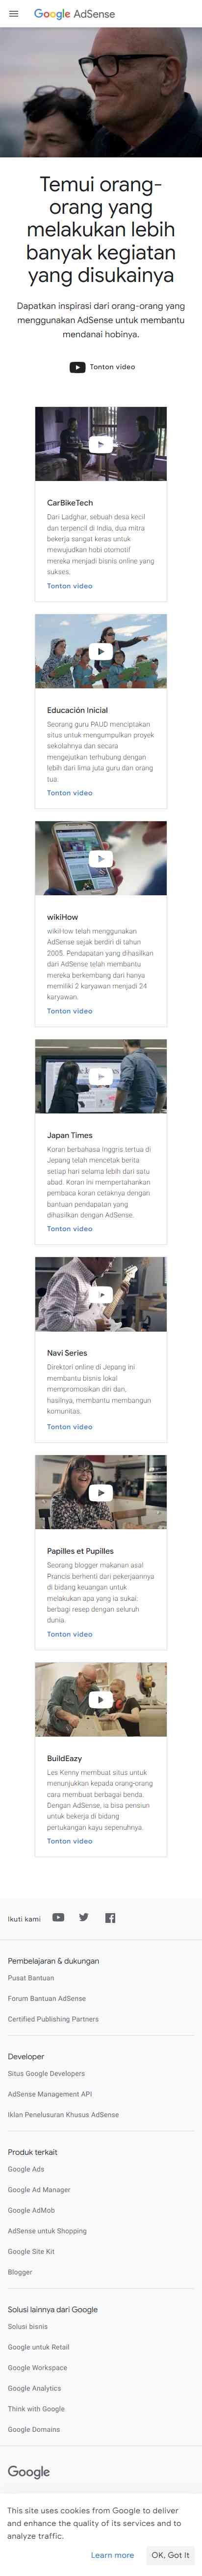 Google AdSense
Temui orang-
orang yang
melakukan lebih
banyak kegiatan
yang disukainya
Dapatkan inspirasi dari orang-orang yang
menggunakan AdSense untuk membantu
mendanai hobinya.
Tonton video
CarBikeTech
Dari Ladghar, sebuah desa kecil
dan terpencil di India, dua mitra
bekerja sangat keras untuk
mewujudkan hobi otomotif
mereka menjadi bisnis online yang
sukses.
Tonton video
Educación Inicial
Seorang guru PAUD menciptakan
situs untuk mengumpulkan proyek
sekolahnya dan secara
mengejutkan terhubung dengan
lebih dari lima juta guru dan orang
tua.
Tonton video
wikiHow
wikiHow telah menggunakan
AdSense sejak berdiri di tahun
2005. Pendapatan yang dihasilkan
dari AdSense telah membantu
mereka berkembang dari hanya
memiliki 2 karyawan menjadi 24
karyawan.
Tonton video
Japan Times
Koran berbahasa Inggris tertua di
Jepang telah mencetak berita
setiap hari selama lebih dari satu
abad. Koran ini mempertahankan
pembaca koran cetaknya dengan
bantuan pendapatan yang
dihasilkan dengan AdSense.
Tonton video
Navi Series
Direktori online di Jepang ini
membantu bisnis lokal
mempromosikan diri dan,
hasilnya, membantu membangun
komunitas.
Tonton video
Papilles et Pupilles
Seorang blogger makanan asal
Prancis berhenti dari pekerjaannya
di bidang keuangan untuk
melakukan apa yang ia sukai:
berbagi resep dengan seluruh
dunia.
Tonton video
BuildEazy
Les Kenny membuat situs untuk
menunjukkan kepada orang-orang
cara membuat berbagai benda.
Dengan AdSense, ia bisa pensiun
untuk bekerja di bidang
pertukangan kayu sepenuhnya.
Tonton video
Ikuti kami
Pembelajaran & dukungan
Pusat Bantuan
Forum Bantuan AdSense
Certified Publishing Partners
Developer
Situs Google Developers
AdSense Management API
Iklan Penelusuran Khusus AdSense
Produk terkait
Google Ads
Google Ad Manager
Google AdMob
AdSense untuk Shopping
Google Site Kit
Blogger
Solusi lainnya dari Google
Solusi bisnis
Google untuk Retail
Google Workspace
Google Analytics
Think with Google
Google Domains
Google
This site uses cookies from Google to deliver
and enhance the quality of its services and to
analyze traffic.
Learn more OK, Got It